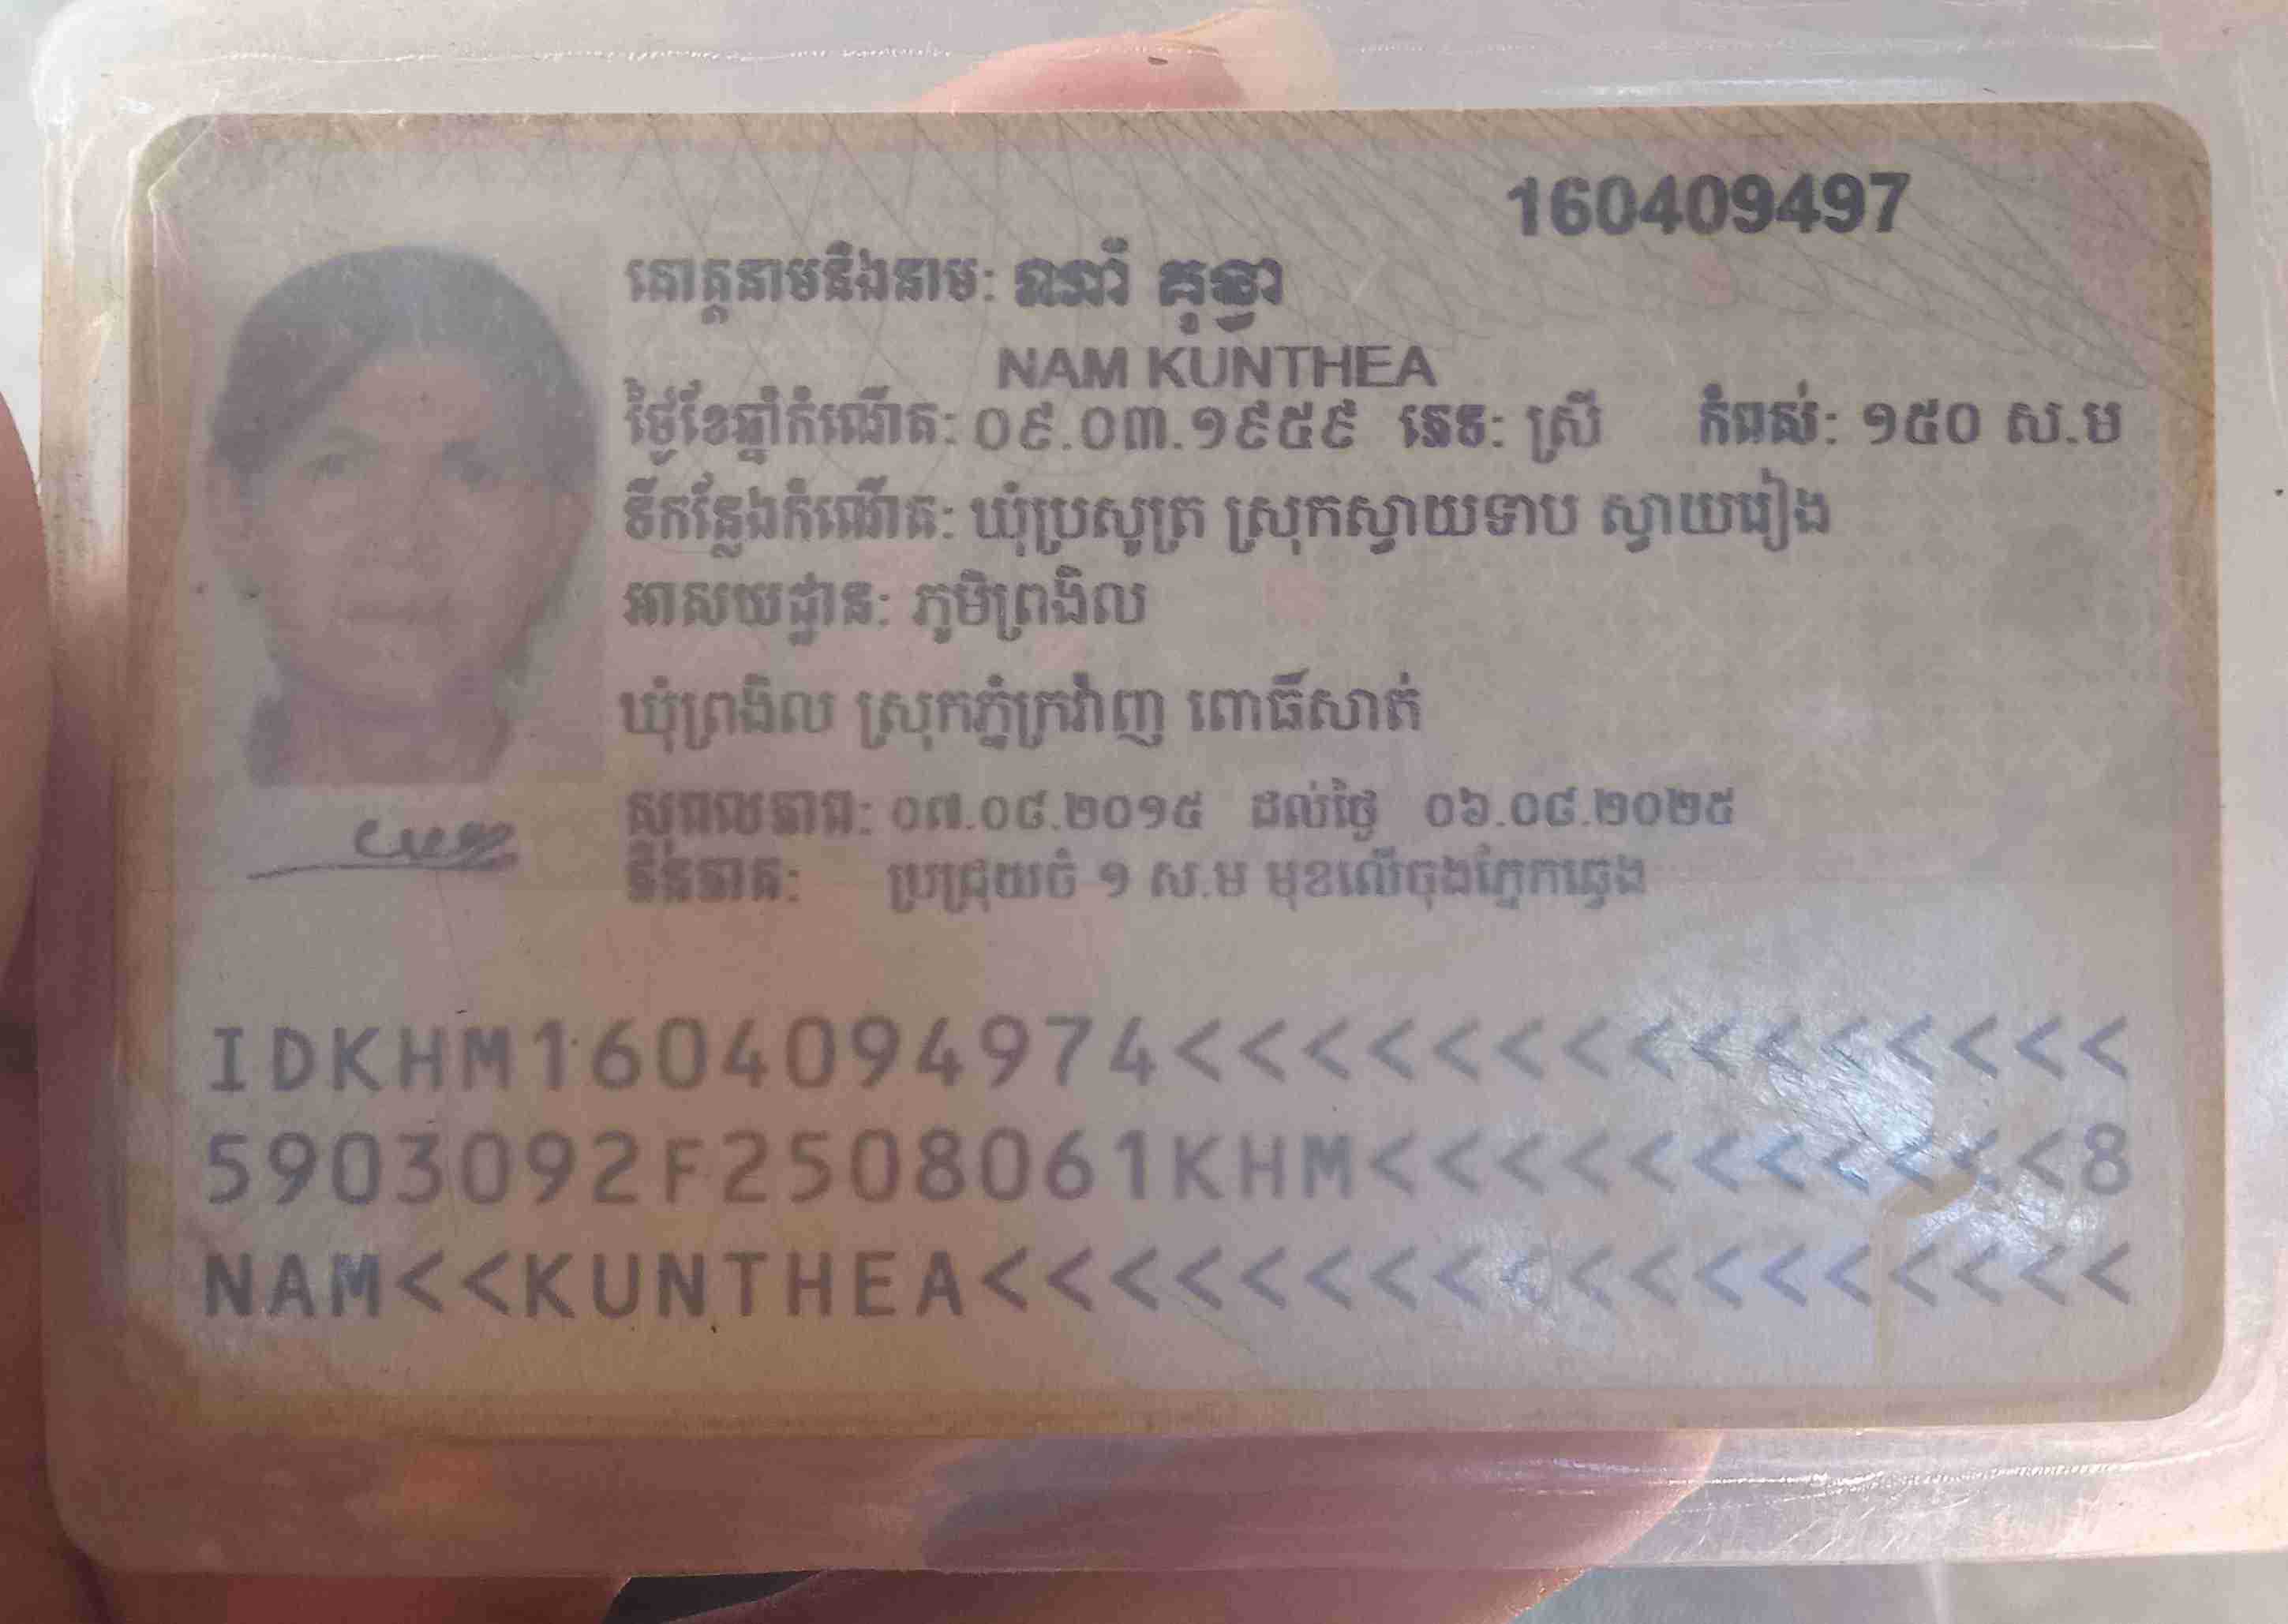 160409497
គោត្តនាមនិងនាម: ណាំ គុន្ធា
NAM KUNTHEA
ថ្ងៃខែឆ្នាំកំណើត: ០៩.០៣.១៩៥៩ ភេទ: ស្រី កំពស់: ១៥០ ស.ម
ទីកន្លែងកំណើត: ឃុំប្រសូត្រ ស្រុកស្វាយទាប ស្វាយរៀង
អាសយដ្ឋាន: ភូមិព្រងិល
ឃុំព្រងិល ស្រុកភ្នំក្រវ៉ាញ ពោធិ៍សាត់
សុពលភាព: ០៧.០៨.២០១៥ ដល់ថ្ងៃ ០៦.០៨.២០២៥
ភិនភាគ: ប្រជ្រុយចំ ១ ស.ម មុខលើចុងភ្នែកឆ្វេង
IDKHM1604094974<<<<<<<<<<<<<<<
5903092F2508061KHM<<<<<<<<<<<8
NAM<<KUNTHEA<<<<<<<<<<<<<<<<<<